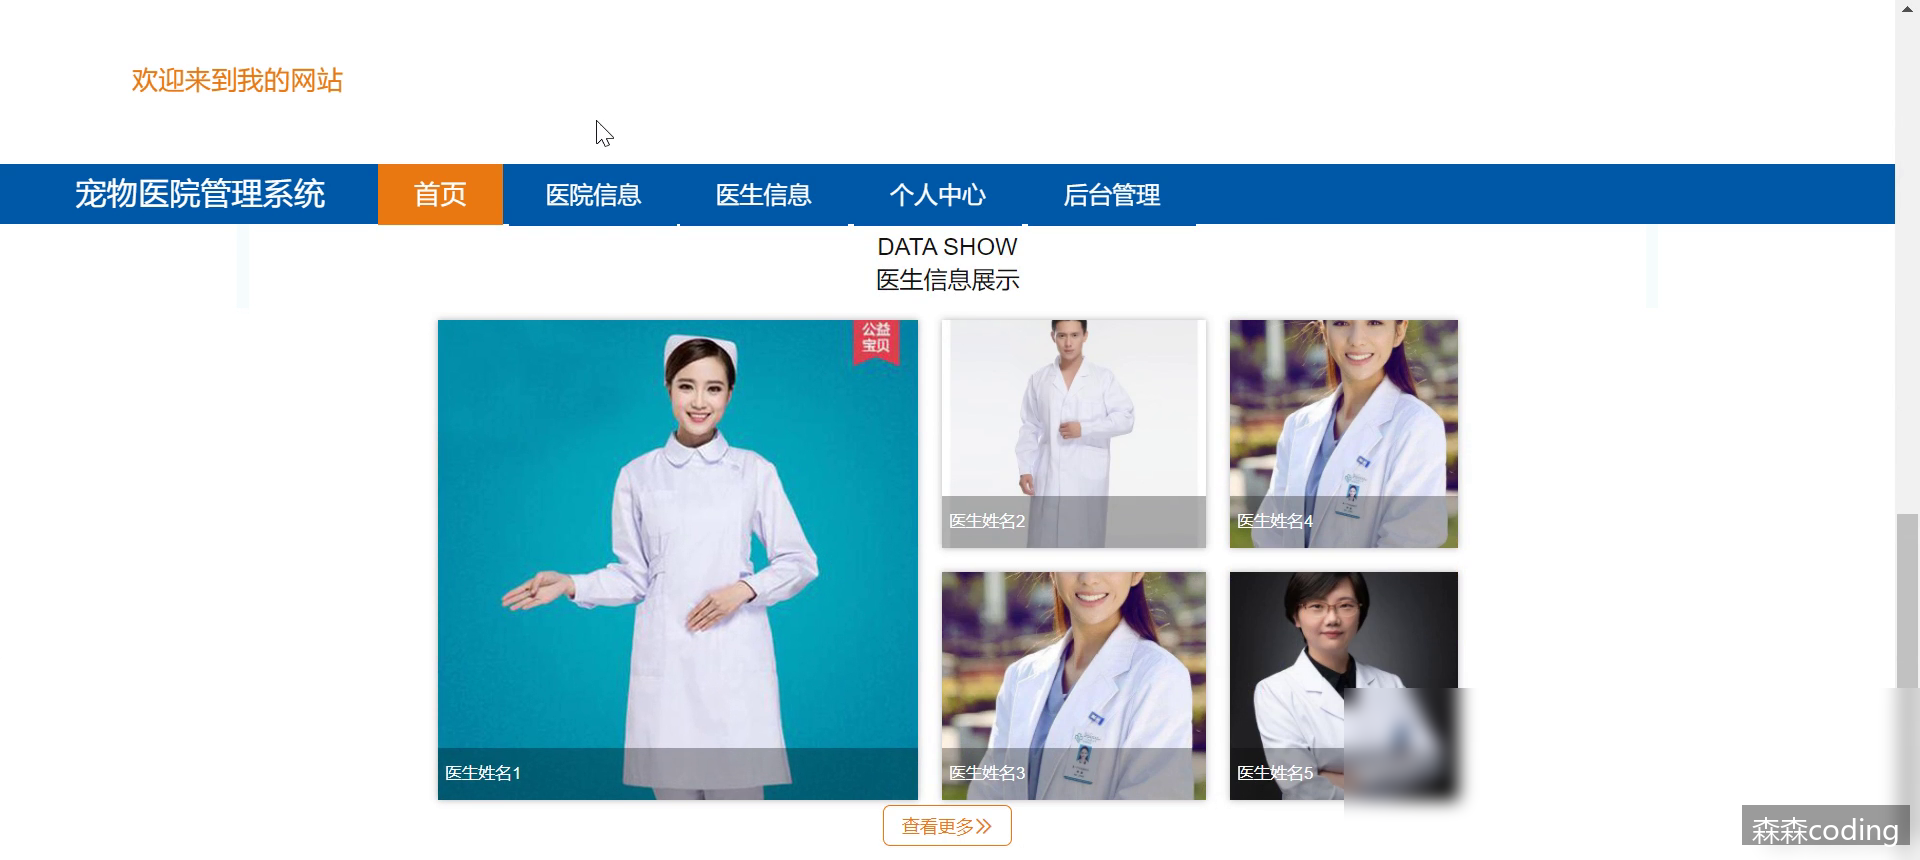 欢迎来到我的网站
宠物医院管理系统
首页
医院信息
医生信息
个人中心
后台管理
DATA SHOW
医生信息展示
公益
宝贝
医生姓名1
医生姓名2
医生姓名4
医生姓名3
医生姓名5
查看更多
森森coding